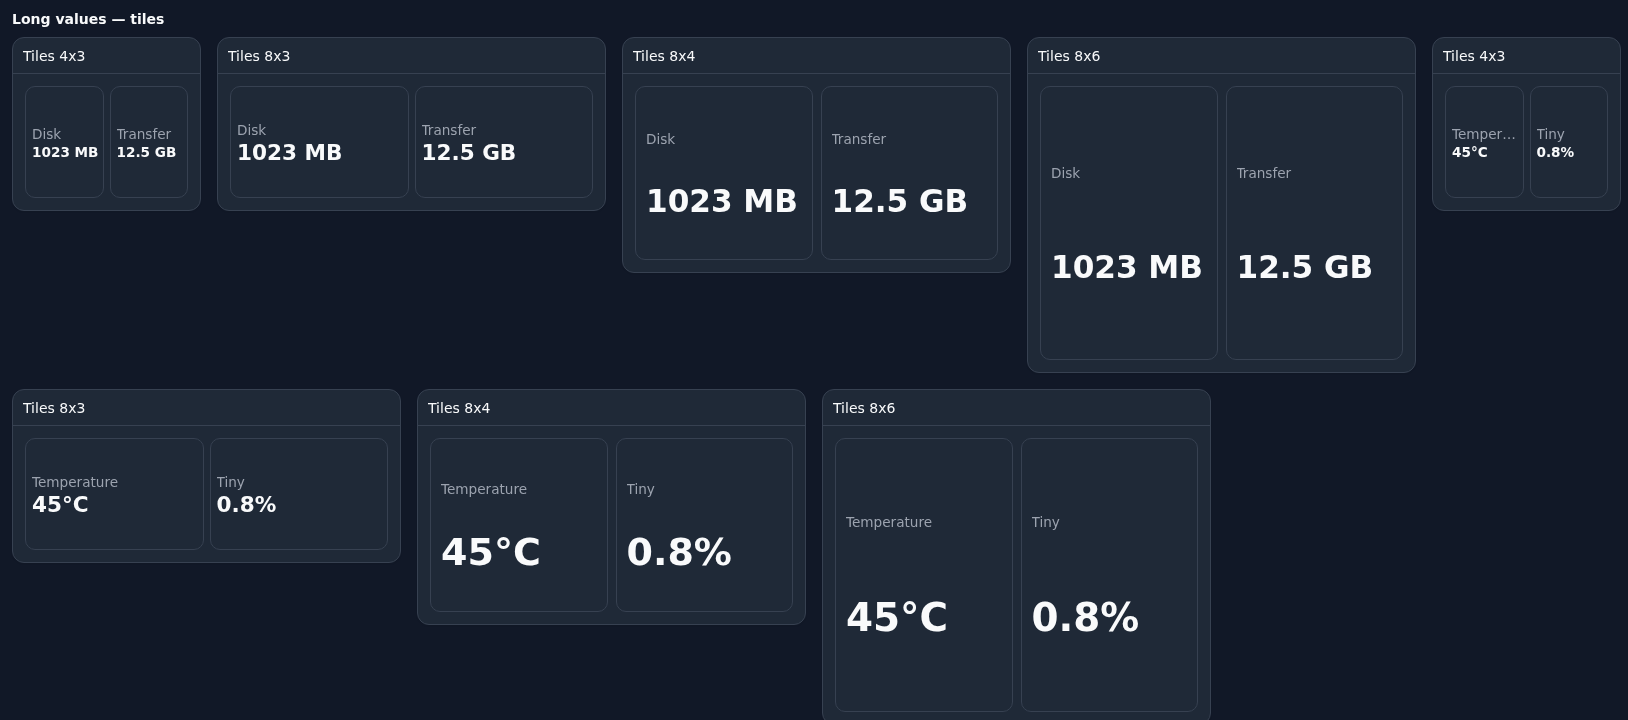 Long values — tiles
Tiles 4x3
Disk
1023 MB
Transfer
12.5 GB
Tiles 8x3
Disk
1023 MB
Transfer
12.5 GB
Tiles 8x4
Disk
1023 MB
Transfer
12.5 GB
Tiles 8x6
Disk
1023 MB
Transfer
12.5 GB
Tiles 4x3
Temper...
45°C
Tiny
0.8%
Tiles 8x3
Temperature
45°C
Tiny
0.8%
Tiles 8x4
Temperature
45°C
Tiny
0.8%
Tiles 8x6
Temperature
45°C
Tiny
0.8%